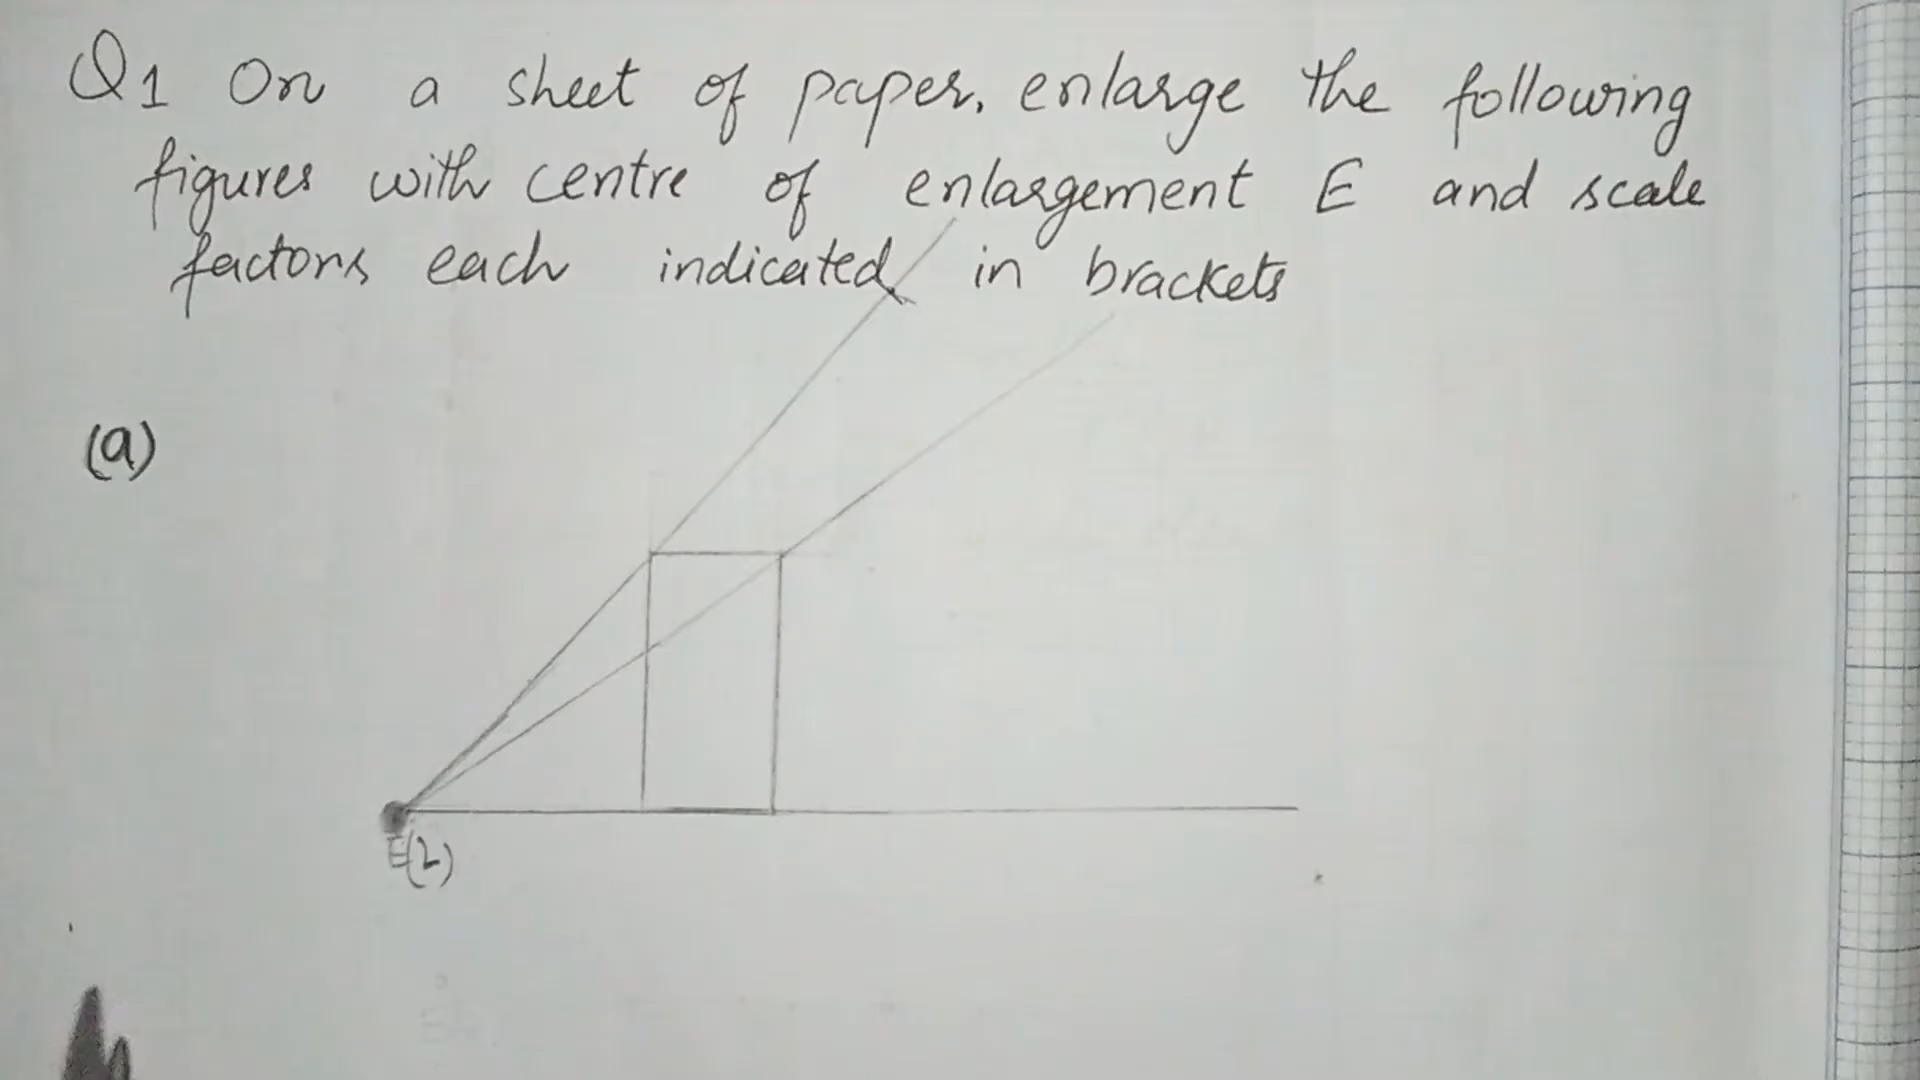 Q1 On a sheet of paper, enlarge the following
figures with centre of enlargement E and scale
factors each indicated in brackets
(a)
E(2)